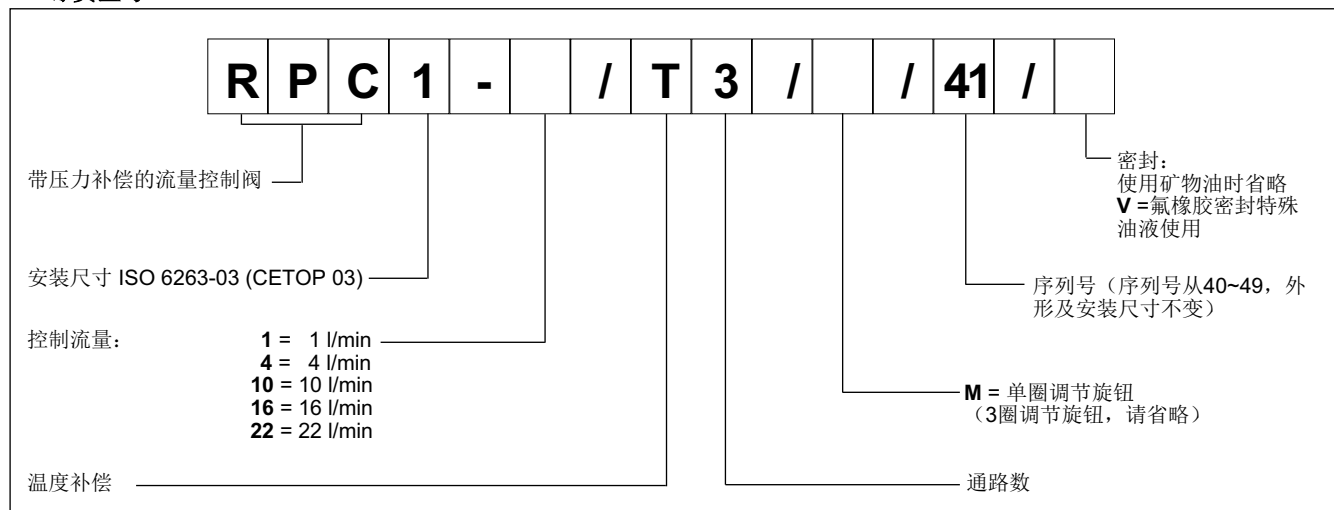 R P C 1 - / T 3 / / 41 /
带压力补偿的流量控制阀
密封：
使用矿物油时省略
V =氟橡胶密封特殊
油液使用
安装尺寸 ISO 6263-03 (CETOP 03)
序列号（序列号从40~49，外
形及安装尺寸不变）
控制流量：
1 = 1 l/min
4 = 4 l/min
10 = 10 l/min
16 = 16 l/min
22 = 22 l/min
M = 单圈调节旋钮
（3圈调节旋钮，请省略）
温度补偿
通路数